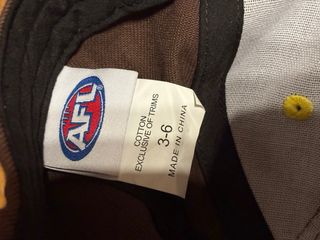 AFL
COTTON
EXCLUSIVE OF TRIMS
3-6
MADE IN CHINA